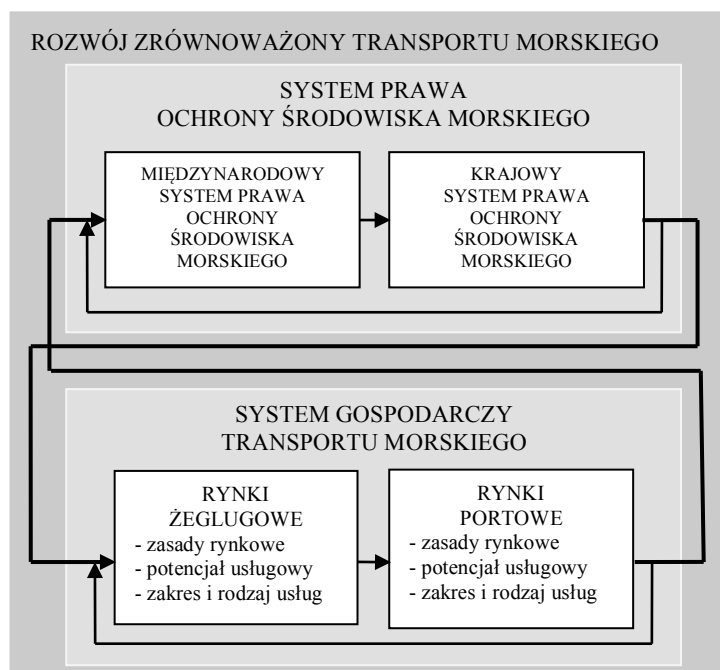 ROZWÓJ ZRÓWNOWAŻONY TRANSPORTU MORSKIEGO
SYSTEM PRAWA
OCHRONY ŚRODOWISKA MORSKIEGO
MIĘDZYNARODOWY
SYSTEM PRAWA
OCHRONY
ŚRODOWISKA
MORSKIEGO
KRAJOWY
SYSTEM PRAWA
OCHRONY
ŚRODOWISKA
MORSKIEGO
SYSTEM GOSPODARCZY
TRANSPORTU MORSKIEGO
RYNKI
ŻEGLUGOWE
- zasady rynkowe
- potencjał usługowy
- zakres i rodzaj usług
RYNKI
PORTOWE
- zasady rynkowe
- potencjał usługowy
- zakres i rodzaj usług